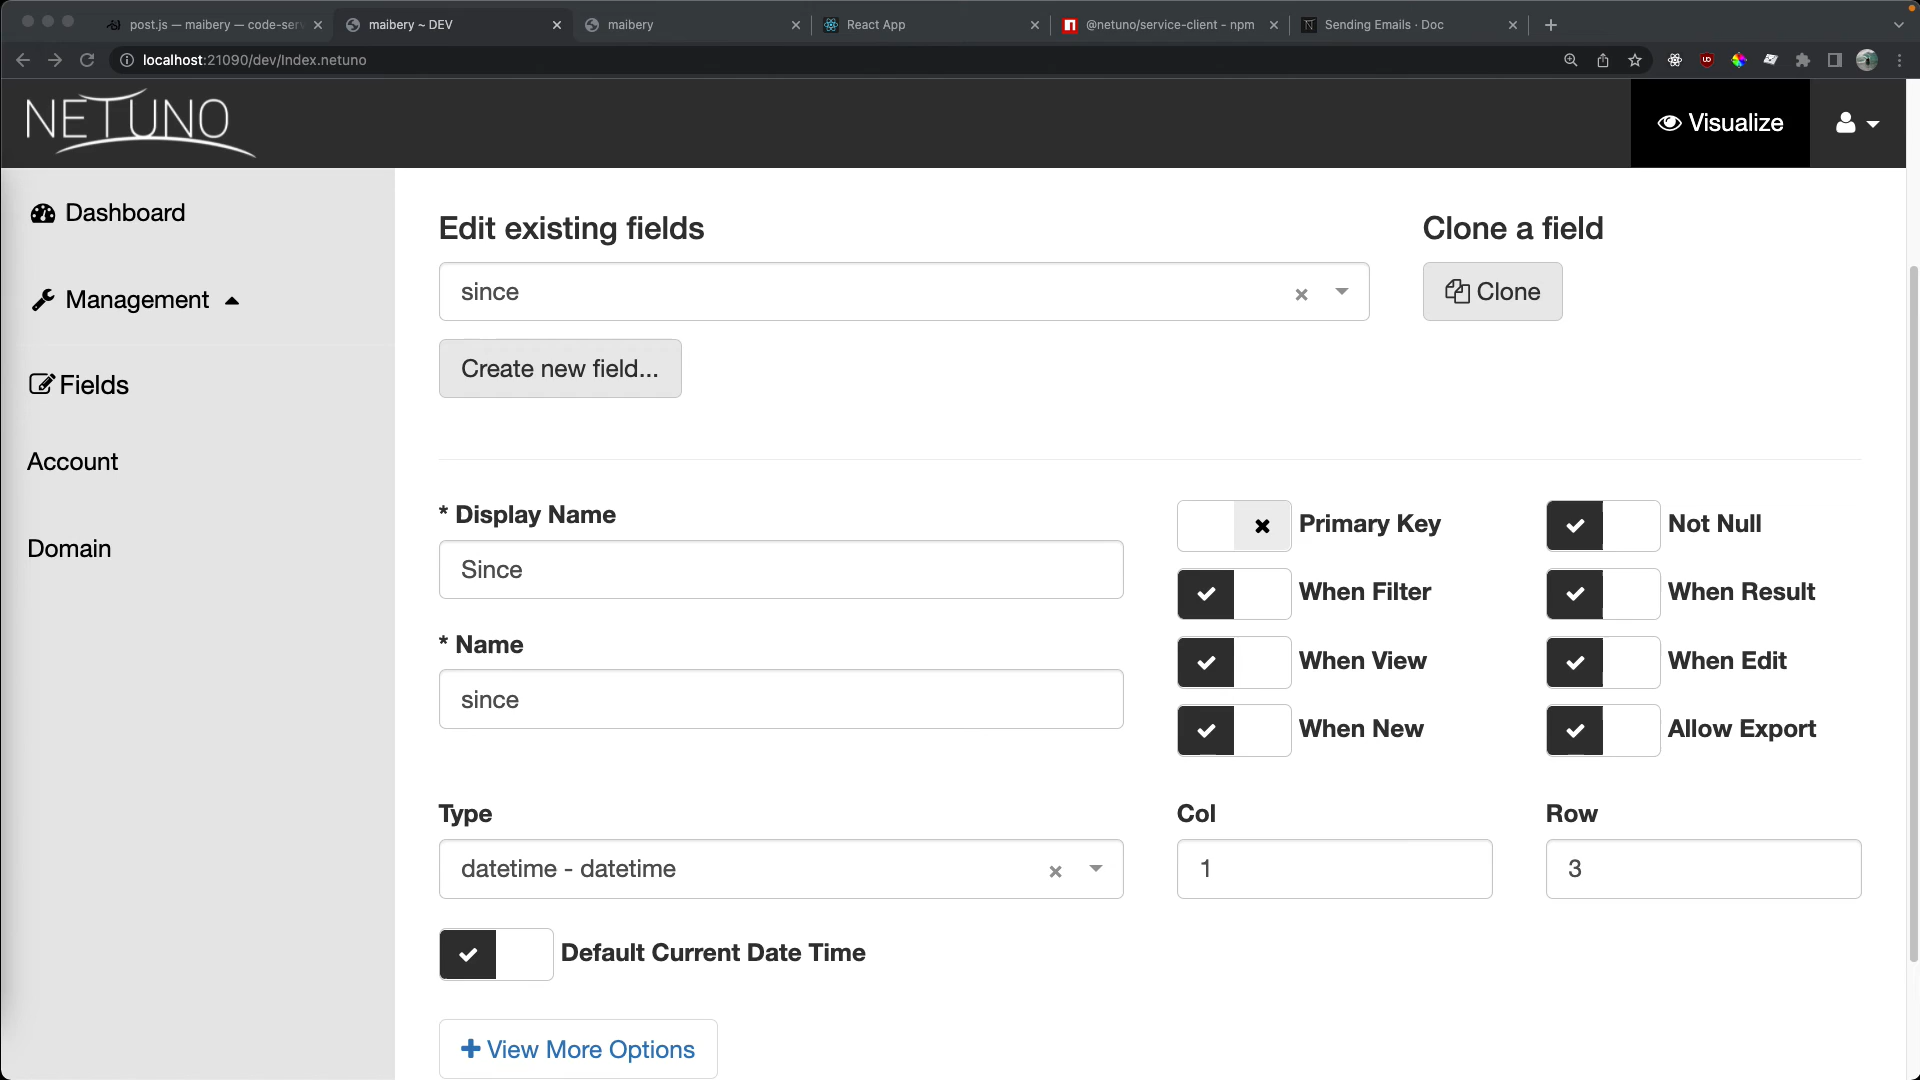 post.js — maibery — code-serv
maibery ~ DEV
maibery
React App
@netuno/service-client - npm
Sending Emails · Doc
localhost:21090/dev/Index.netuno
NETUNO
Visualize
Dashboard
Management
Fields
Account
Domain
Edit existing fields
Clone a field
since
Clone
Create new field...
* Display Name
Since
* Name
since
Primary Key
Not Null
When Filter
When Result
When View
When Edit
When New
Allow Export
Type
Col
Row
datetime - datetime
1
3
Default Current Date Time
View More Options